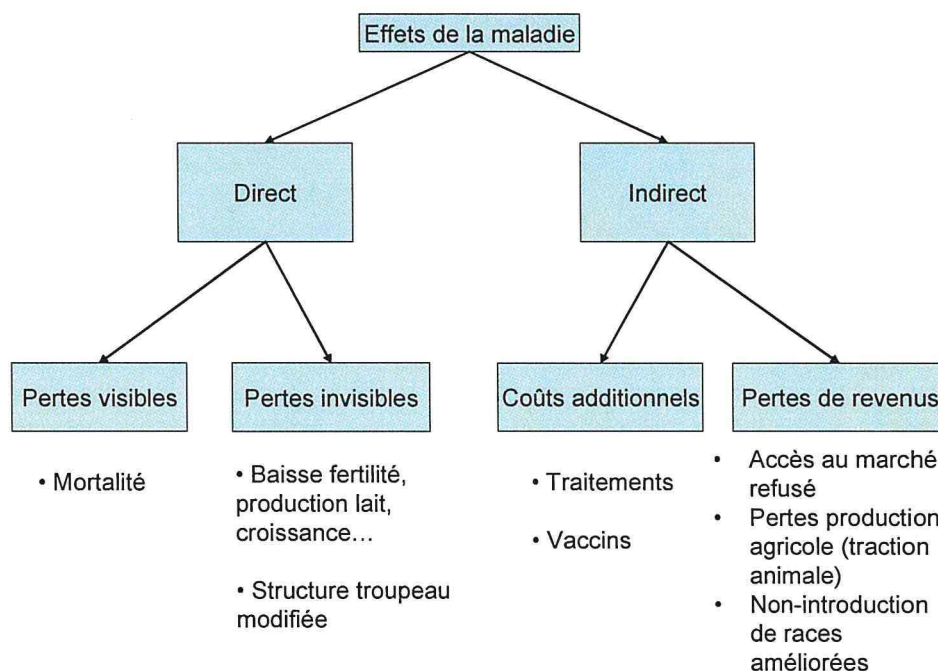 Effets de la maladie
Direct
Indirect
Pertes visibles
Pertes invisibles
Coûts additionnels
Pertes de revenus
• Mortalité
• Baisse fertilité,
production lait,
croissance…
• Structure troupeau
modifiée
• Traitements
• Vaccins
• Accès au marché
refusé
• Pertes production
agricole (traction
animale)
• Non-introduction
de races
améliorées